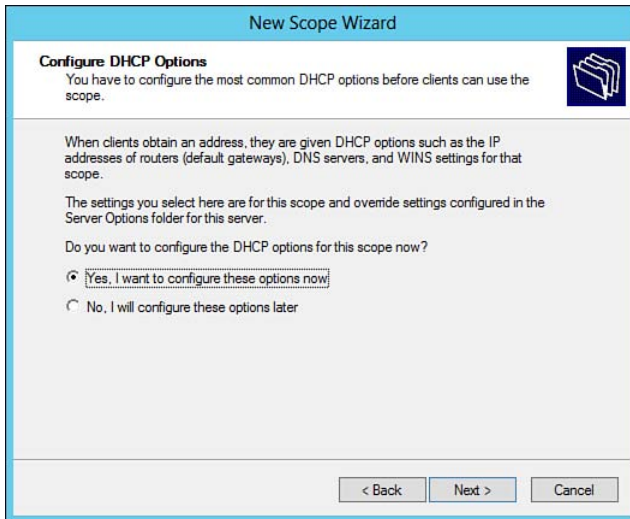 New Scope Wizard
Configure DHCP Options
You have to configure the most common DHCP options before clients can use the
scope.
When clients obtain an address, they are given DHCP options such as the IP
addresses of routers (default gateways), DNS servers, and WINS settings for that
scope.
The settings you select here are for this scope and override settings configured in the
Server Options folder for this server.
Do you want to configure the DHCP options for this scope now?
Yes, I want to configure these options now
No, I will configure these options later
< Back Next > Cancel